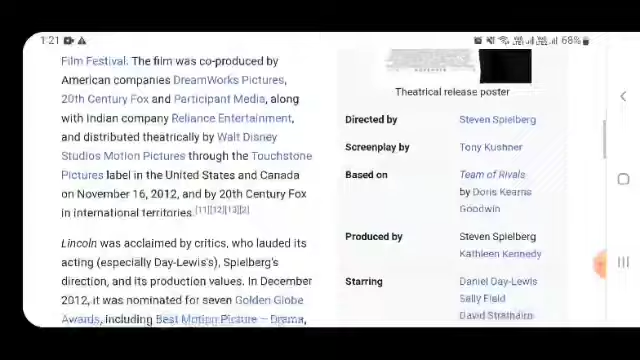 1:21
68%
Film Festival. The film was co-produced by
American companies DreamWorks Pictures,
20th Century Fox and Participant Media, along
with Indian company Reliance Entertainment,
and distributed theatrically by Walt Disney
Studios Motion Pictures through the Touchstone
Pictures label in the United States and Canada
on November 16, 2012, and by 20th Century Fox
in international territories.[11][12][13][2]
Lincoln was acclaimed by critics, who lauded its
acting (especially Day-Lewis's), Spielberg's
direction, and its production values. In December
2012, it was nominated for seven Golden Globe
Awards, including Best Motion Picture – Drama,
Theatrical release poster
Directed by Steven Spielberg
Screenplay by Tony Kushner
Based on Team of Rivals
by Doris Kearns
Goodwin
Produced by Steven Spielberg
Kathleen Kennedy
Starring Daniel Day-Lewis
Sally Field
David Strathairn